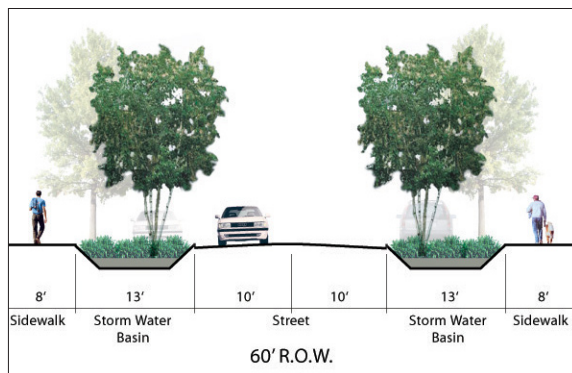 8' 13' 10' 10' 13' 8'
Sidewalk Storm Water Street Storm Water Sidewalk
Basin Basin
60' R.O.W.